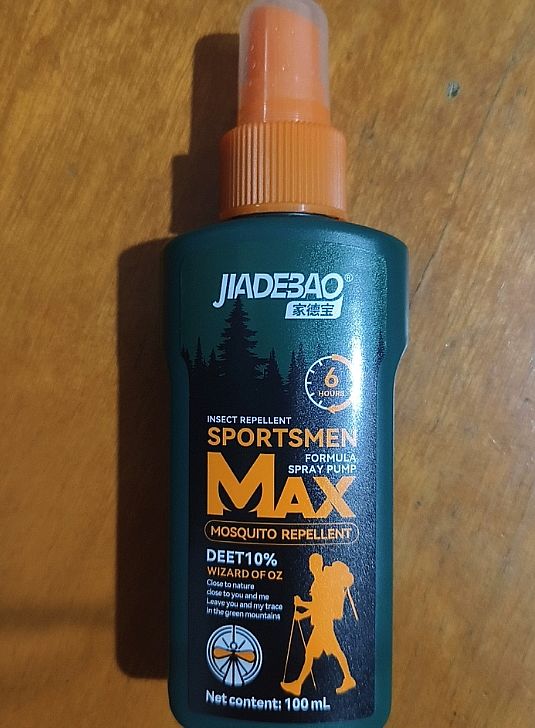 JIADEBAO®
家德宝
6
HOURS
INSECT REPELLENT
SPORTSMEN
FORMULA
SPRAY PUMP
MAX
MOSQUITO REPELLENT
DEET10%
WIZARD OF OZ
Close to nature
close to you and me
Leave you and my trace
in the green mountains
Net content: 100 mL